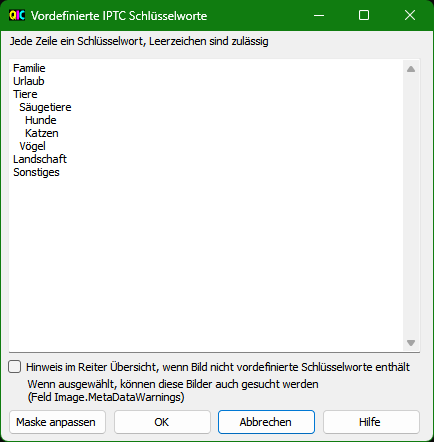 QIC Vordefinierte IPTC Schlüsselworte
Jede Zeile ein Schlüsselwort, Leerzeichen sind zulässig
Familie
Urlaub
Tiere
Säugetiere
Hunde
Katzen
Vögel
Landschaft
Sonstiges
Hinweis im Reiter Übersicht, wenn Bild nicht vordefinierte Schlüsselworte enthält
Wenn ausgewählt, können diese Bilder auch gesucht werden
(Feld Image.MetaDataWarnings)
Maske anpassen OK Abbrechen Hilfe